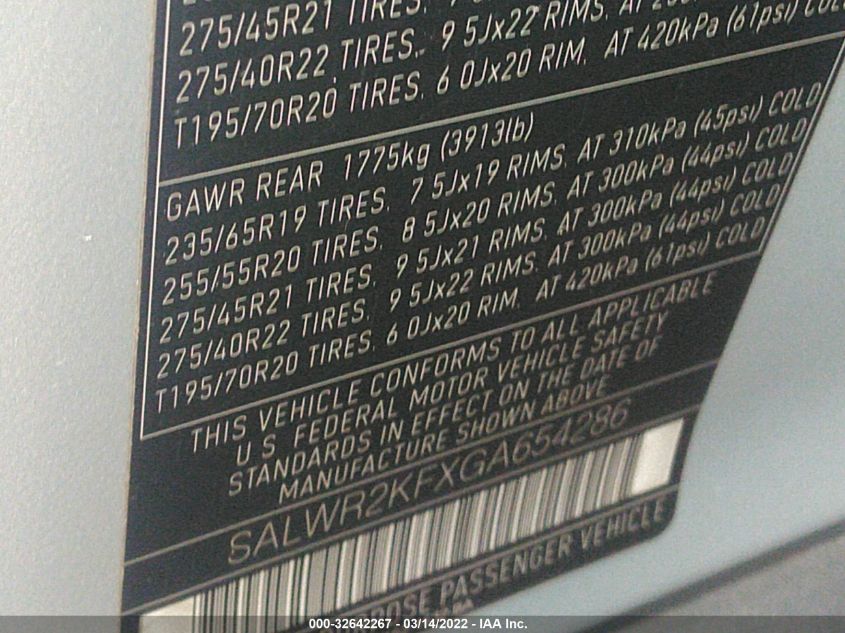 275/45R21 TIRES,
275/40R22 TIRES, 9 5Jx22 RIMS, AT
T195/70R20 TIRES, 6 0Jx20 RIM, AT 420kPa (61psi) COLD
GAWR REAR 1775kg (3913lb)
235/65R19 TIRES, 7 5Jx19 RIMS, AT 310kPa (45psi) COLD
255/55R20 TIRES, 8 5Jx20 RIMS, AT 300kPa (44psi) COLD
275/45R21 TIRES, 9 5Jx21 RIMS, AT 300kPa (44psi) COLD
275/40R22 TIRES, 9 5Jx22 RIMS, AT 300kPa (44psi) COLD
T195/70R20 TIRES, 6 0Jx20 RIM, AT 420kPa (61psi) COLD
THIS VEHICLE CONFORMS TO ALL APPLICABLE
U S FEDERAL MOTOR VEHICLE SAFETY
STANDARDS IN EFFECT ON THE DATE OF
MANUFACTURE SHOWN ABOVE
SALWR2KFXGA654286
PASSENGER VEHICLE
000-32642267 - 03/14/2022 - IAA Inc.